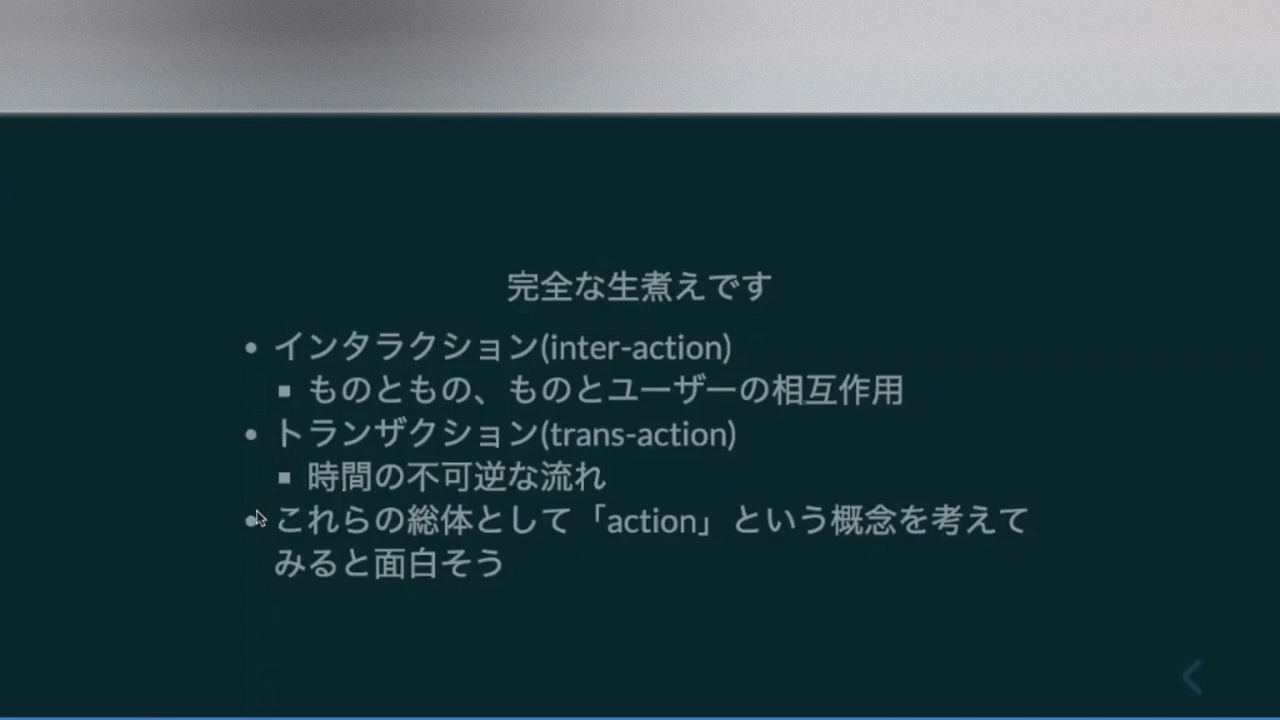 完全な生煮えです
インタラクション(inter-action)
ものともの、ものとユーザーの相互作用
トランザクション(trans-action)
時間の不可逆な流れ
これらの総体として「action」という概念を考えて
みると面白そう